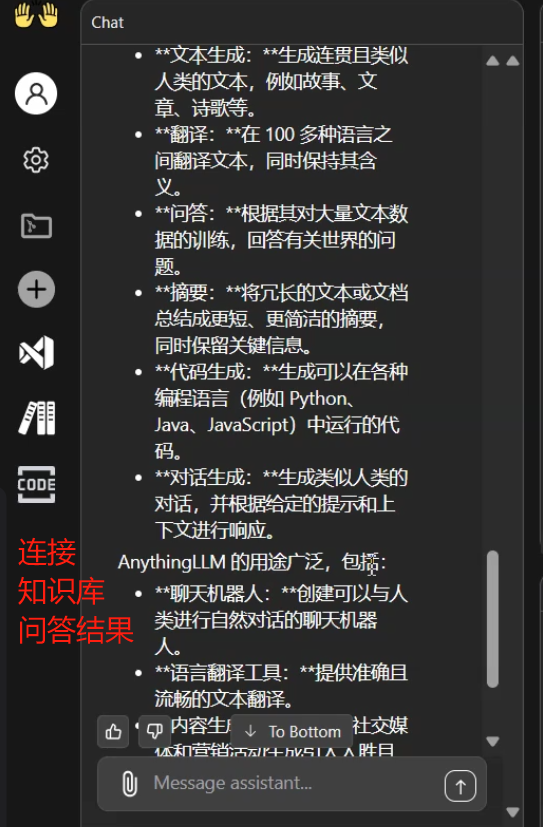 Chat
**文本生成：**生成连贯且类似
人类的文本，例如故事、文
章、诗歌等。
**翻译：**在 100 多种语言之
间翻译文本，同时保持其含
义。
**问答：**根据其对大量文本数
据的训练，回答有关世界的问
题。
**摘要：**将冗长的文本或文档
总结成更短、更简洁的摘要，
同时保留关键信息。
**代码生成：**生成可以在各种
编程语言（例如 Python、
Java、JavaScript）中运行的代
码。
**对话生成：**生成类似人类的
对话，并根据给定的提示和上
下文进行响应。
AnythingLLM 的用途广泛，包括：
**聊天机器人：**创建可以与人
类进行自然对话的聊天机器
人。
**语言翻译工具：**提供准确且
流畅的文本翻译。
内容生 社交媒
体和营销活动生成引人入胜且
To Bottom
Message assistant...
CODE
连接
知识库
问答结果